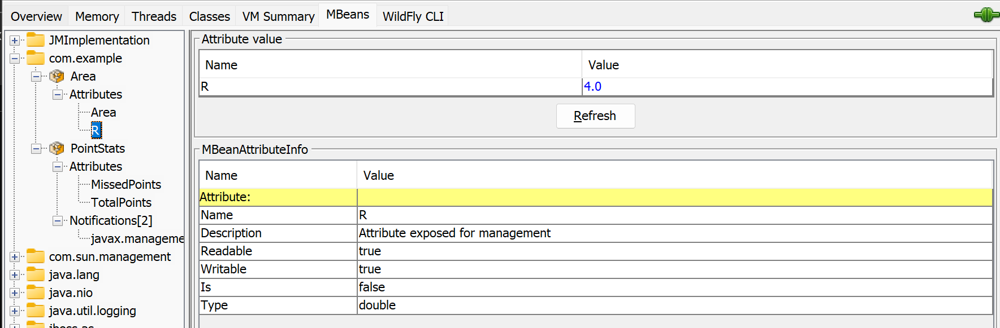 Overview Memory Threads Classes VM Summary MBeans WildFly CLI
JMImplementation
com.example
Area
Attributes
Area
R
PointStats
Attributes
MissedPoints
TotalPoints
Notifications[2]
javax.manageme
com.sun.management
java.lang
java.nio
java.util.logging
jboss.as
Attribute value
Name Value
R 4.0
Refresh
MBeanAttributeInfo
Name Value
Attribute:
Name R
Description Attribute exposed for management
Readable true
Writable true
Is false
Type double